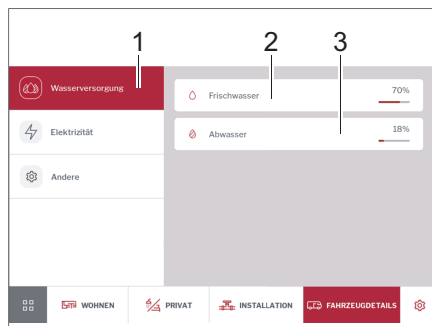 1 2 3
Wasserversorgung
Frischwasser 70%
Abwasser 18%
Elektrizität
Andere
WOHNEN PRIVAT INSTALLATION FAHRZEUGDETAILS